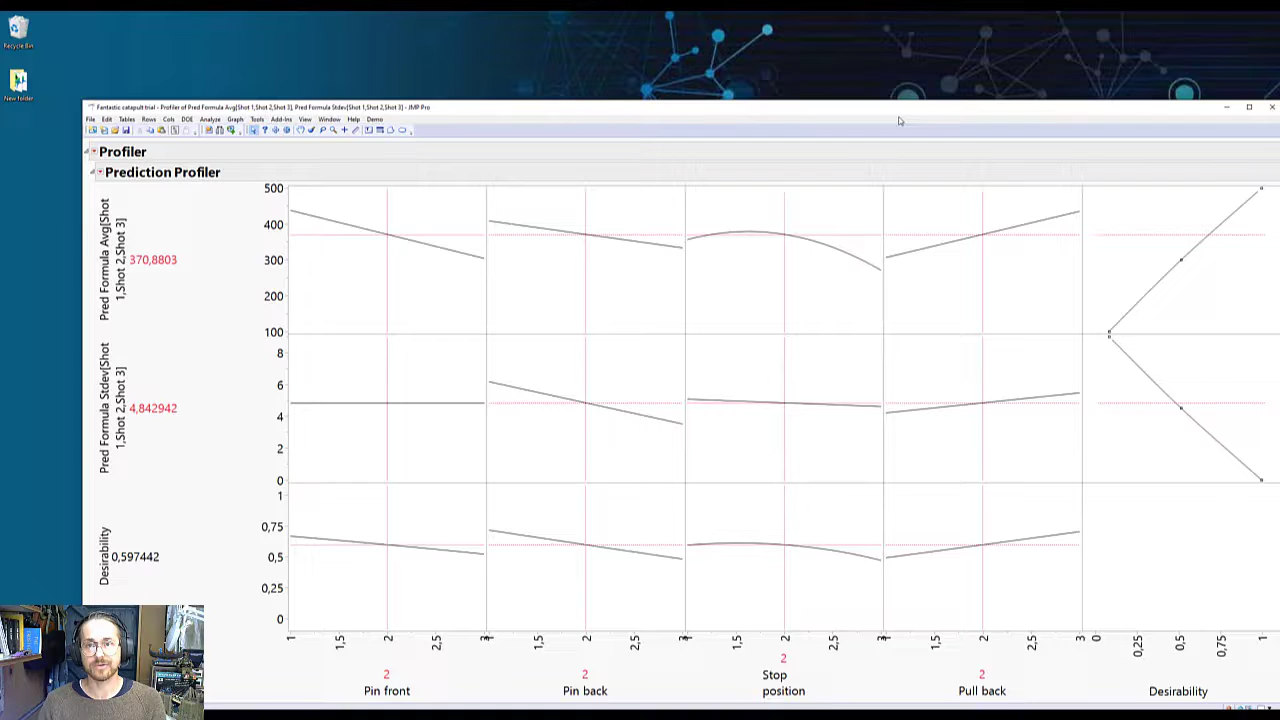 Recycle Bin
New folder
Fantastic catapult trial - Profiler of Pred Formula Avg[Shot 1,Shot 2,Shot 3], Pred Formula Stdev[Shot 1,Shot 2,Shot 3] - JMP Pro
File Edit Tables Rows Cols DOE Analyze Graph Tools Add-Ins View Window Help Demo
Profiler
Prediction Profiler
Pred Formula Avg[Shot
1,Shot 2,Shot 3]
370,8803
500
400
300
200
100
Pred Formula Stdev[Shot
1,Shot 2,Shot 3]
4,842942
8
6
4
2
0
Desirability
0,597442
1
0,75
0,5
0,25
0
1 1,5 2 2,5 3 1,5 2 2,5 3 1,5 2 2,5 3 1,5 2 2,5 3 0 0,25 0,5 0,75 1
2
Pin front
2
Pin back
2
Stop
position
2
Pull back
Desirability